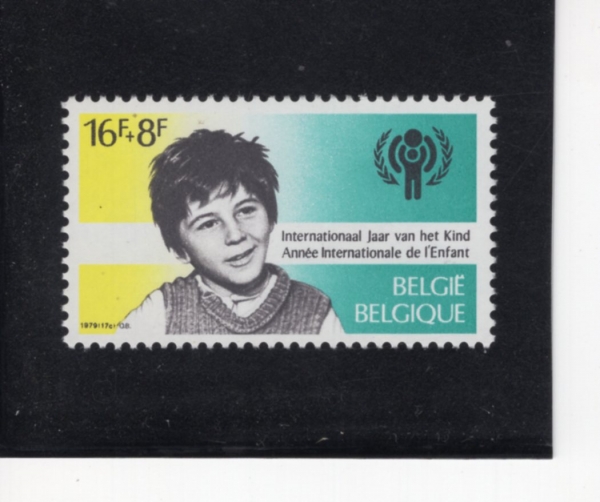 16F+8F
Internationaal Jaar van het Kind
Année Internationale de l'Enfant
BELGIË
BELGIQUE